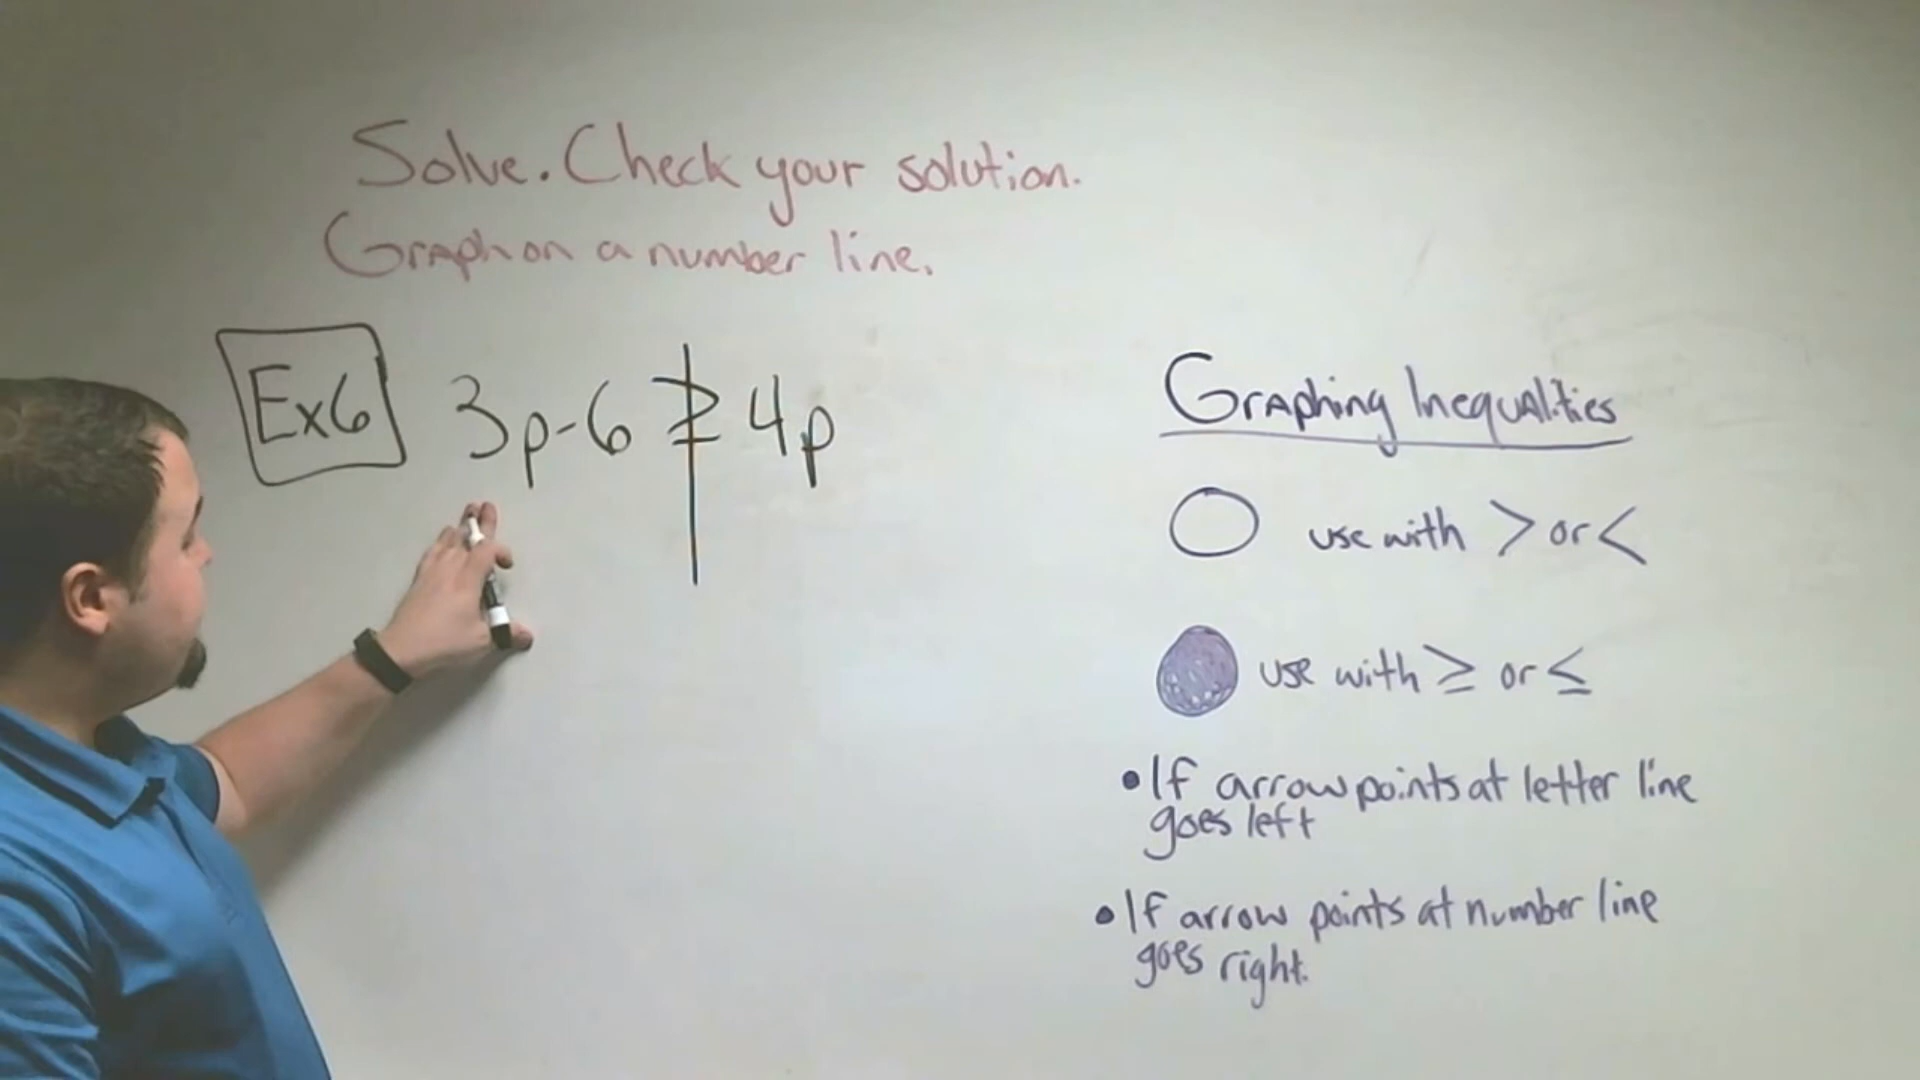 Solve. Check your solution.
Graph on a number line.
Ex6 3p-6 ≥ 4p
Graphing Inequalities
use with > or <
use with ≥ or ≤
• If arrow points at letter line
goes left
• If arrow points at number line
goes right.